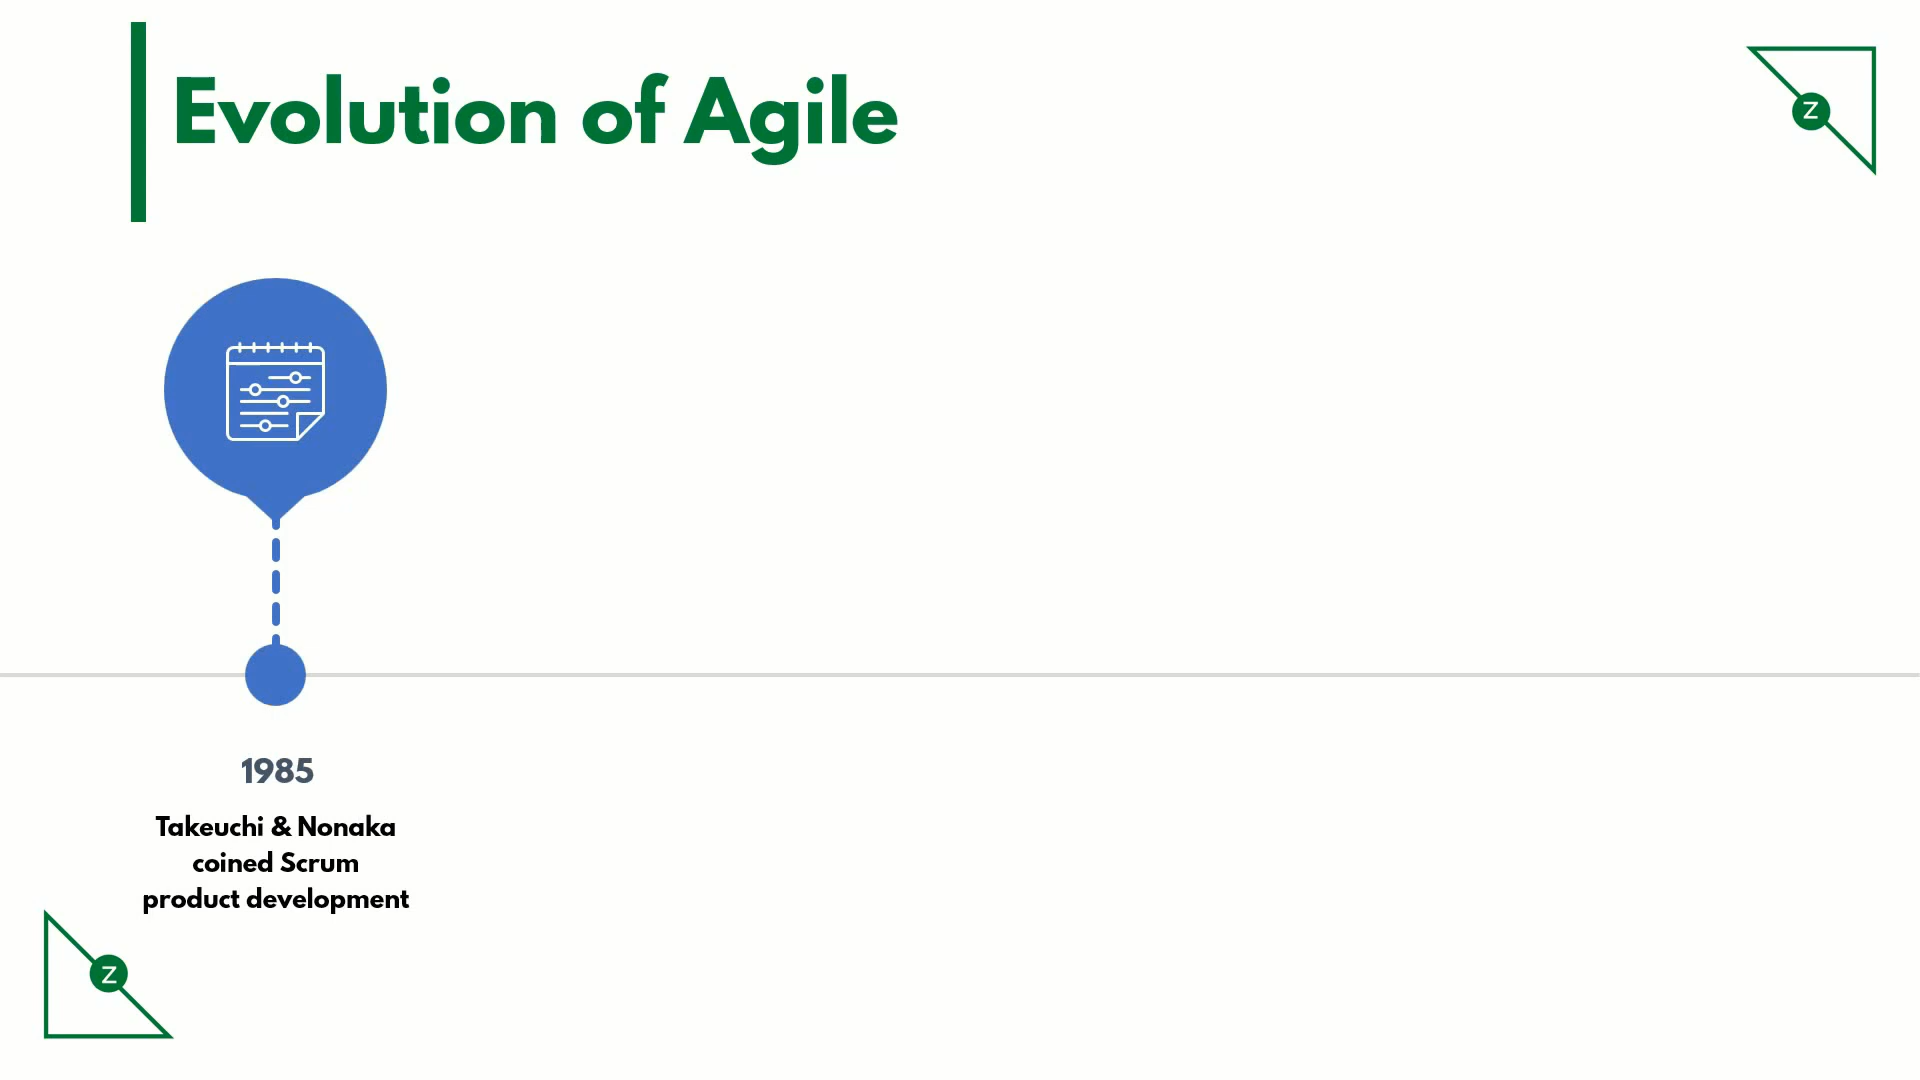 Evolution of Agile
Z
1985
Takeuchi & Nonaka
coined Scrum
product development
Z